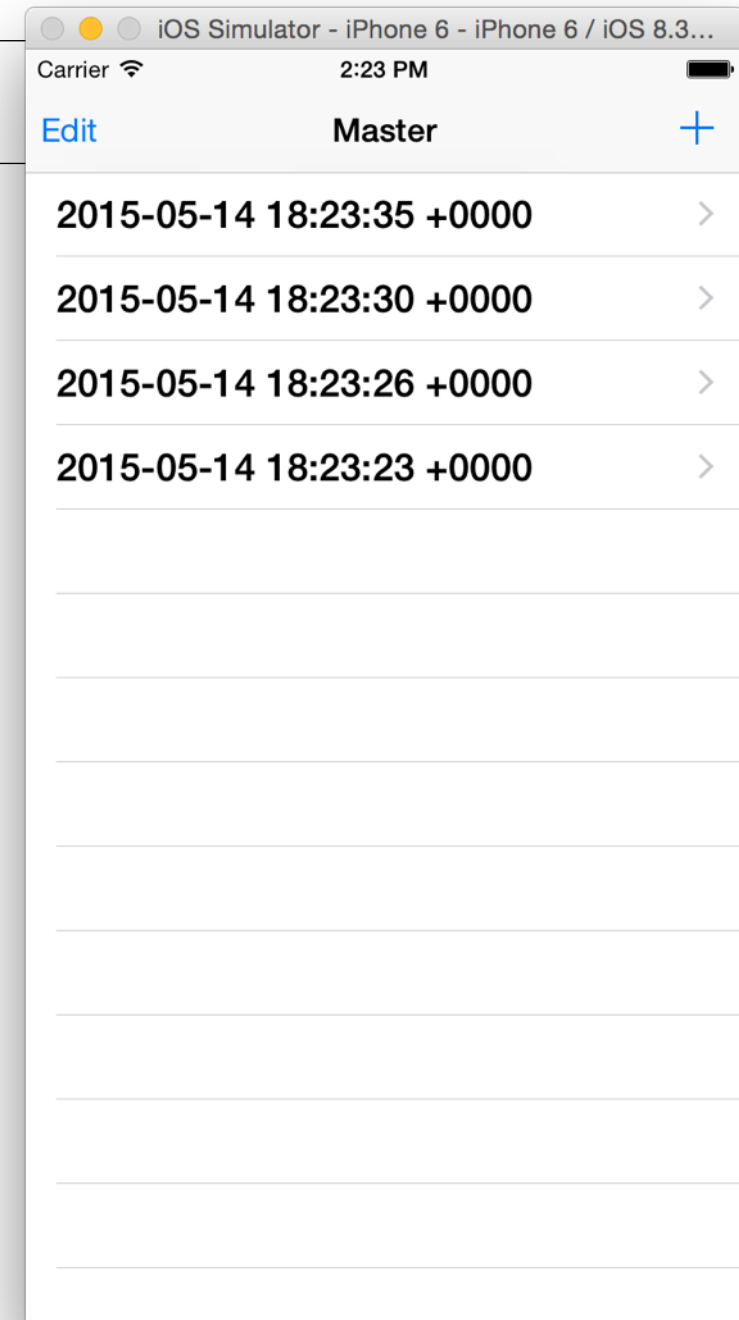 iOS Simulator - iPhone 6 - iPhone 6 / iOS 8.3...
Carrier 2:23 PM
Edit Master +
2015-05-14 18:23:35 +0000
2015-05-14 18:23:30 +0000
2015-05-14 18:23:26 +0000
2015-05-14 18:23:23 +0000